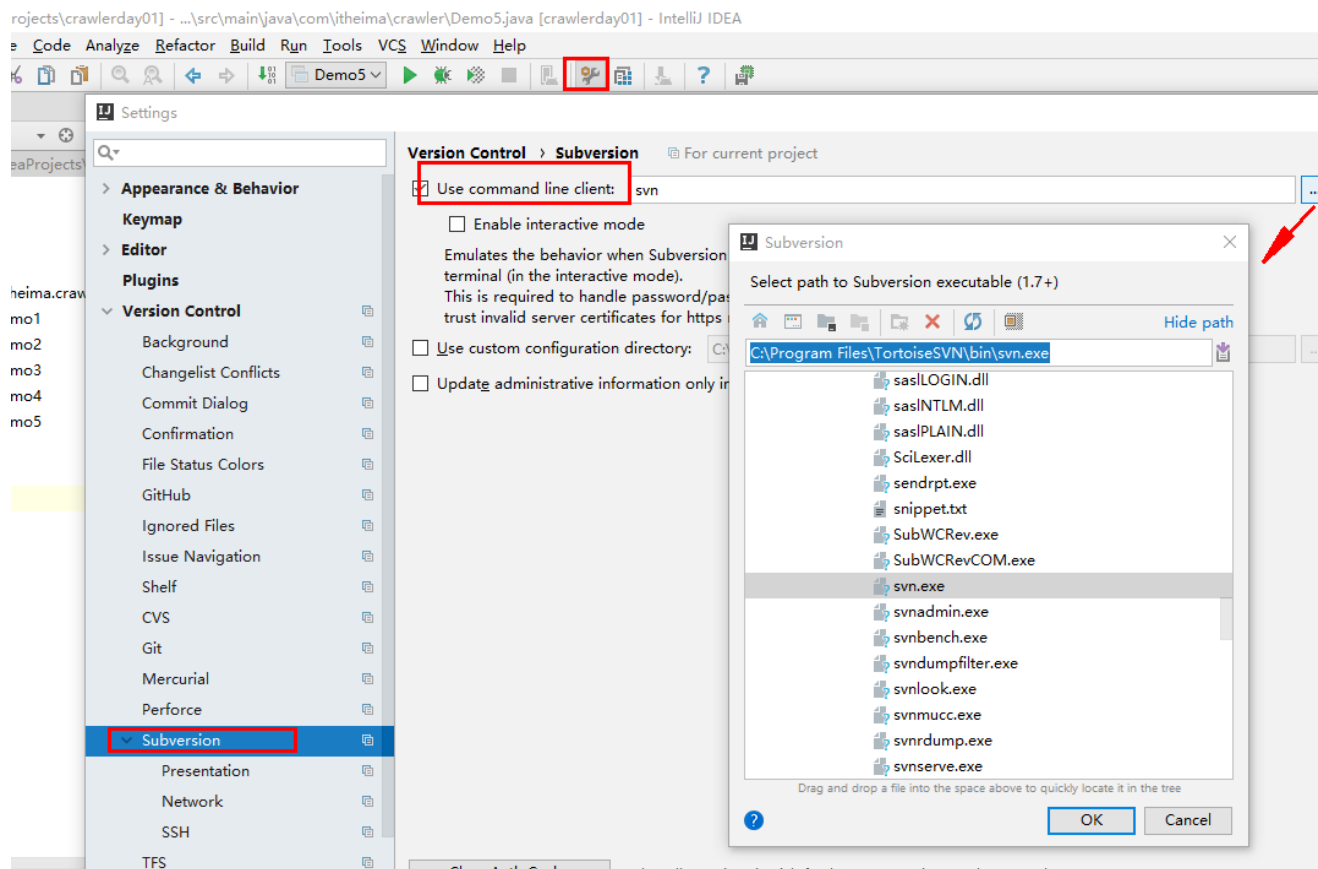 rojects\crawlerday01] - ...\src\main\java\com\itheima\crawler\Demo5.java [crawlerday01] - IntelliJ IDEA
e Code Analyze Refactor Build Run Tools VCS Window Help
Demo5
Settings
eaProjects\
heima.craw
mo1
mo2
mo3
mo4
mo5
Appearance & Behavior
Keymap
Editor
Plugins
Version Control
Background
Changelist Conflicts
Commit Dialog
Confirmation
File Status Colors
GitHub
Ignored Files
Issue Navigation
Shelf
CVS
Git
Mercurial
Perforce
Subversion
Presentation
Network
SSH
TFS
Version Control › Subversion For current project
Use command line client: svn ...
Enable interactive mode
Emulates the behavior when Subversion
terminal (in the interactive mode).
This is required to handle password/pas
trust invalid server certificates for https
Use custom configuration directory: C:\
Update administrative information only in
Subversion
Select path to Subversion executable (1.7+)
Hide path
C:\Program Files\TortoiseSVN\bin\svn.exe
saslLOGIN.dll
saslNTLM.dll
saslPLAIN.dll
SciLexer.dll
sendrpt.exe
snippet.txt
SubWCRev.exe
SubWCRevCOM.exe
svn.exe
svnadmin.exe
svnbench.exe
svndumpfilter.exe
svnlook.exe
svnmucc.exe
svnrdump.exe
svnserve.exe
Drag and drop a file into the space above to quickly locate it in the tree
OK Cancel